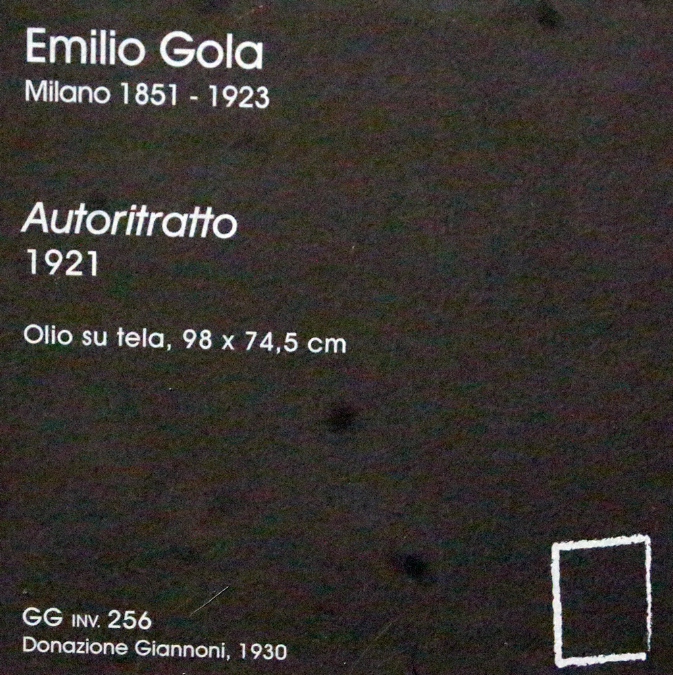 Emilio Gola
Milano 1851 - 1923
Autoritratto
1921
Olio su tela, 98 x 74,5 cm
GG INV. 256
Donazione Giannoni, 1930